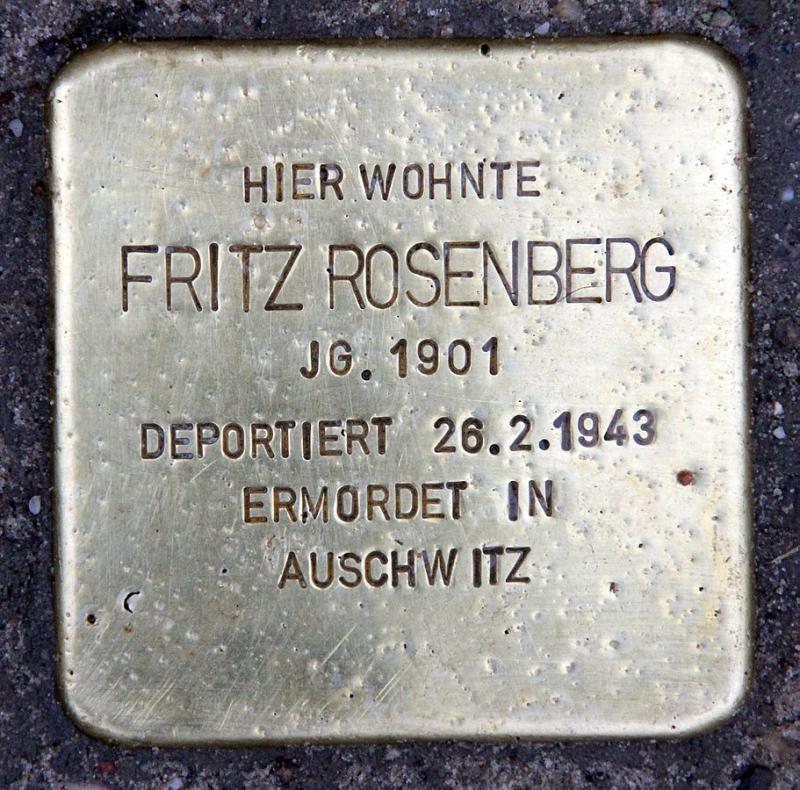 HIER WOHNTE
FRITZ ROSENBERG
JG. 1901
DEPORTIERT 26.2.1943
ERMORDET IN
AUSCHWITZ